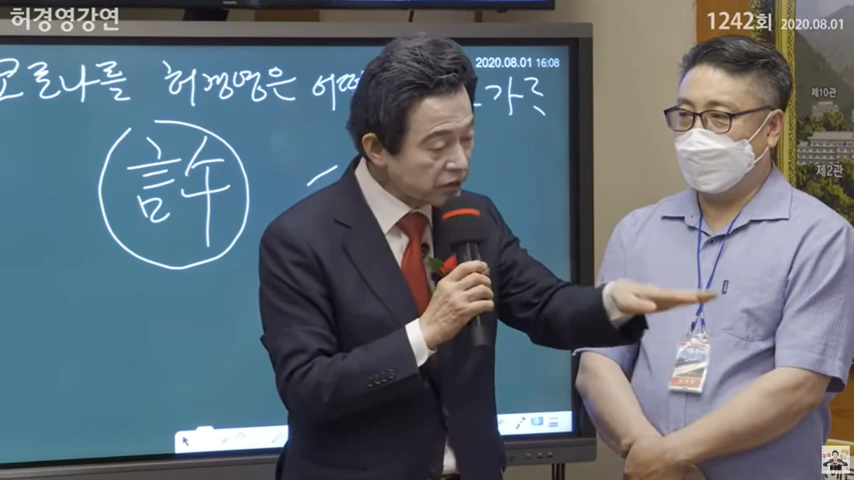 허경영강연
1242회 2020.08.01
2020.08.01 16:08
코로나를 허경영은
許
제10관
제2관